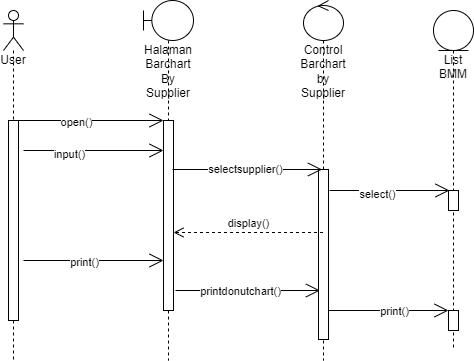 User
Halaman
Barchart
By
Supplier
Control
Barchart
by
Supplier
List
BMM
open()
input()
selectsupplier()
select()
display()
print()
printdonutchart()
print()